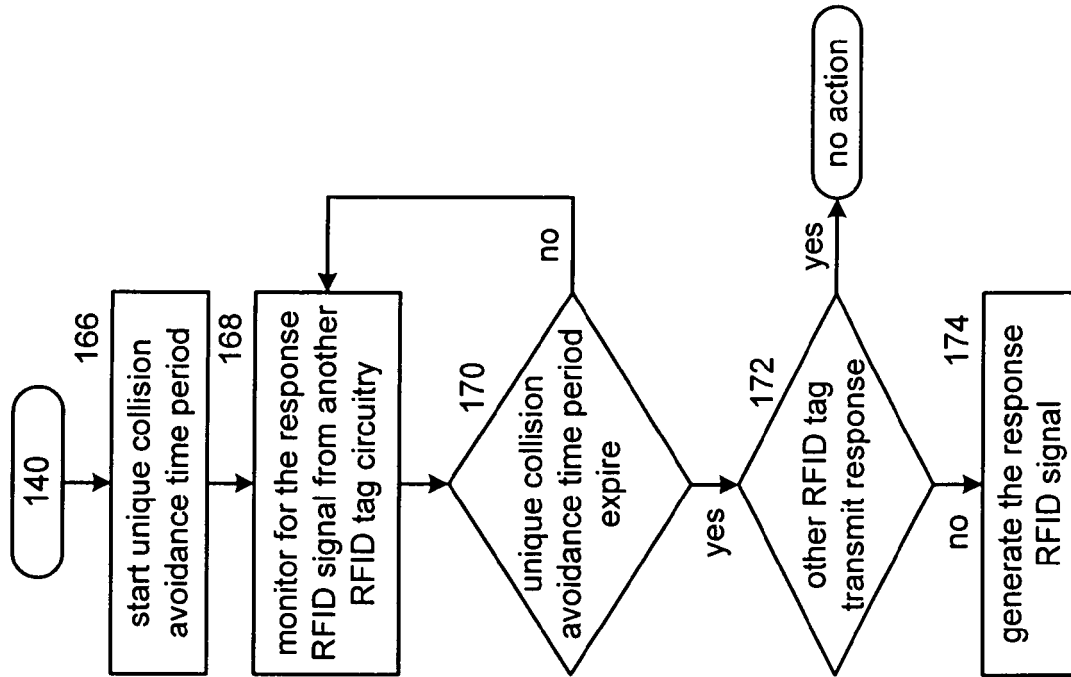 140
166
start unique collision
avoidance time period
168
monitor for the response
RFID signal from another
RFID tag circuitry
170
unique collision
avoidance time period
expire
no
yes
172
other RFID tag
transmit response
yes
no action
no
174
generate the response
RFID signal